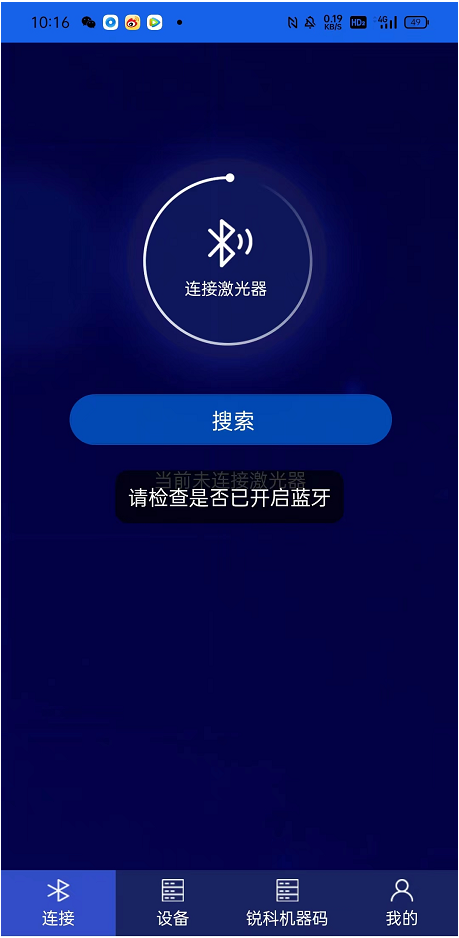 10:16
0.19
KB/S
HD2
4G
49
连接激光器
搜索
当前未连接激光器
请检查是否已开启蓝牙
连接
设备
锐科机器码
我的